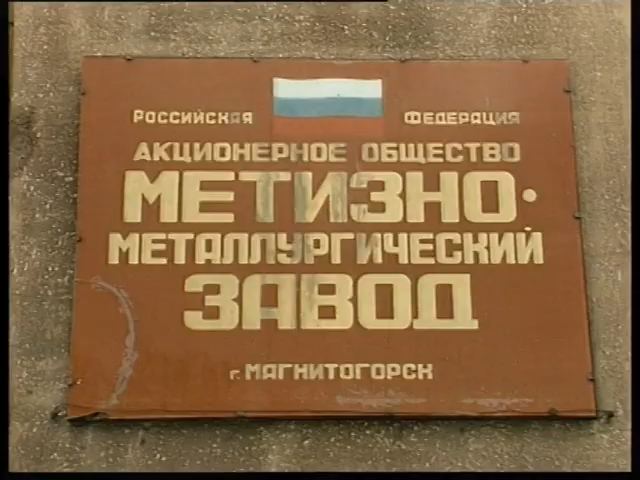 РОССИЙСКАЯ ФЕДЕРАЦИЯ
АКЦИОНЕРНОЕ ОБЩЕСТВО
МЕТИЗНО-
МЕТАЛЛУРГИЧЕСКИЙ
ЗАВОД
г. МАГНИТОГОРСК